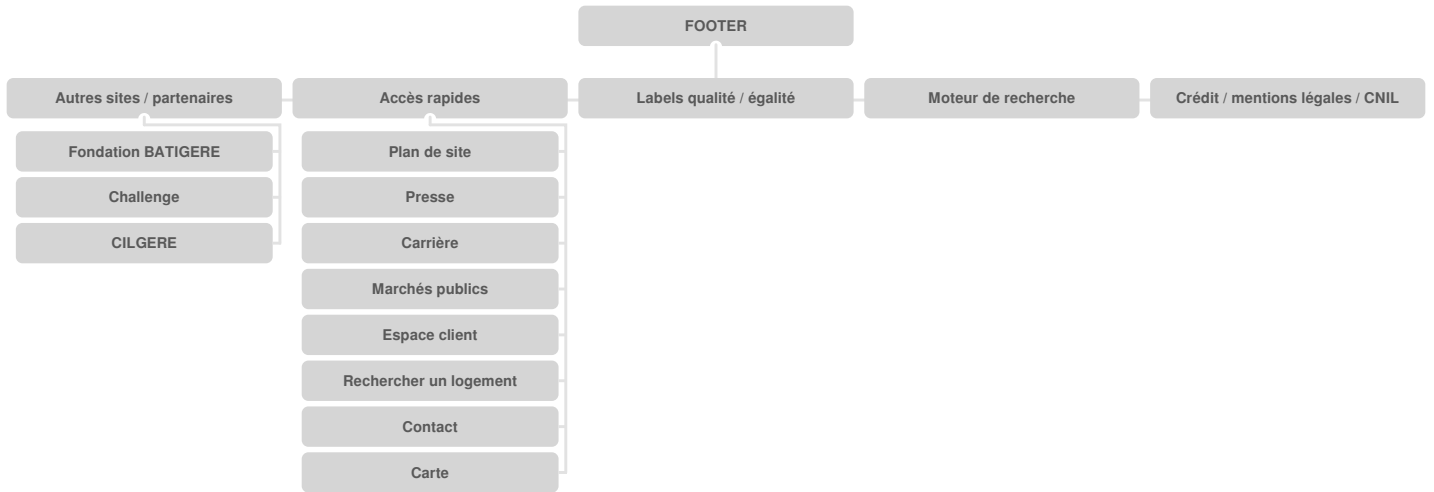 FOOTER
Autres sites / partenaires
Accès rapides
Labels qualité / égalité
Moteur de recherche
Crédit / mentions légales / CNIL
Fondation BATIGERE
Challenge
CILGERE
Plan de site
Presse
Carrière
Marchés publics
Espace client
Rechercher un logement
Contact
Carte